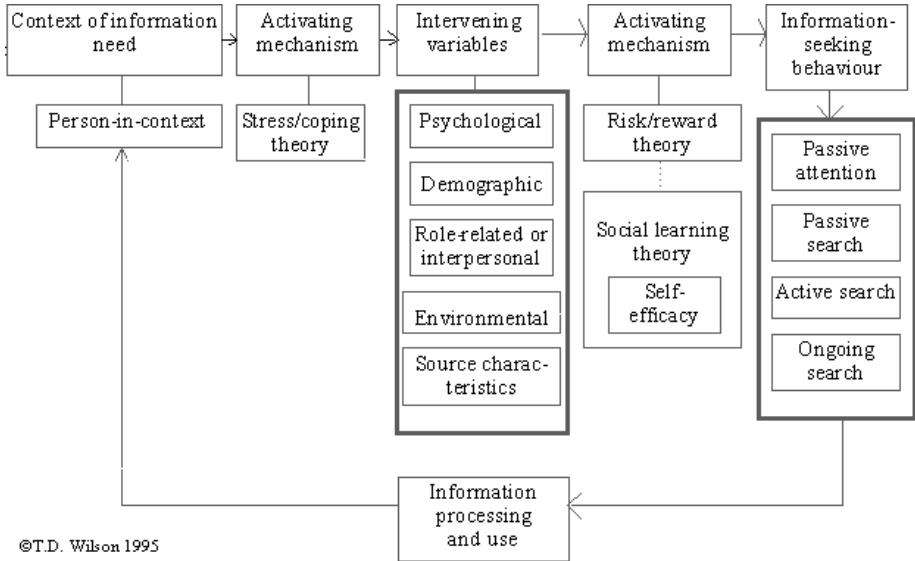 Context of information
need
Activating
mechanism
Intervening
variables
Activating
mechanism
Information-
seeking
behaviour
Person-in-context
Stress/coping
theory
Psychological
Demographic
Role-related or
interpersonal
Environmental
Source charac-
teristics
Risk/reward
theory
Social learning
theory
Self-
efficacy
Passive
attention
Passive
search
Active search
Ongoing
search
Information
processing
and use
©T.D. Wilson 1995